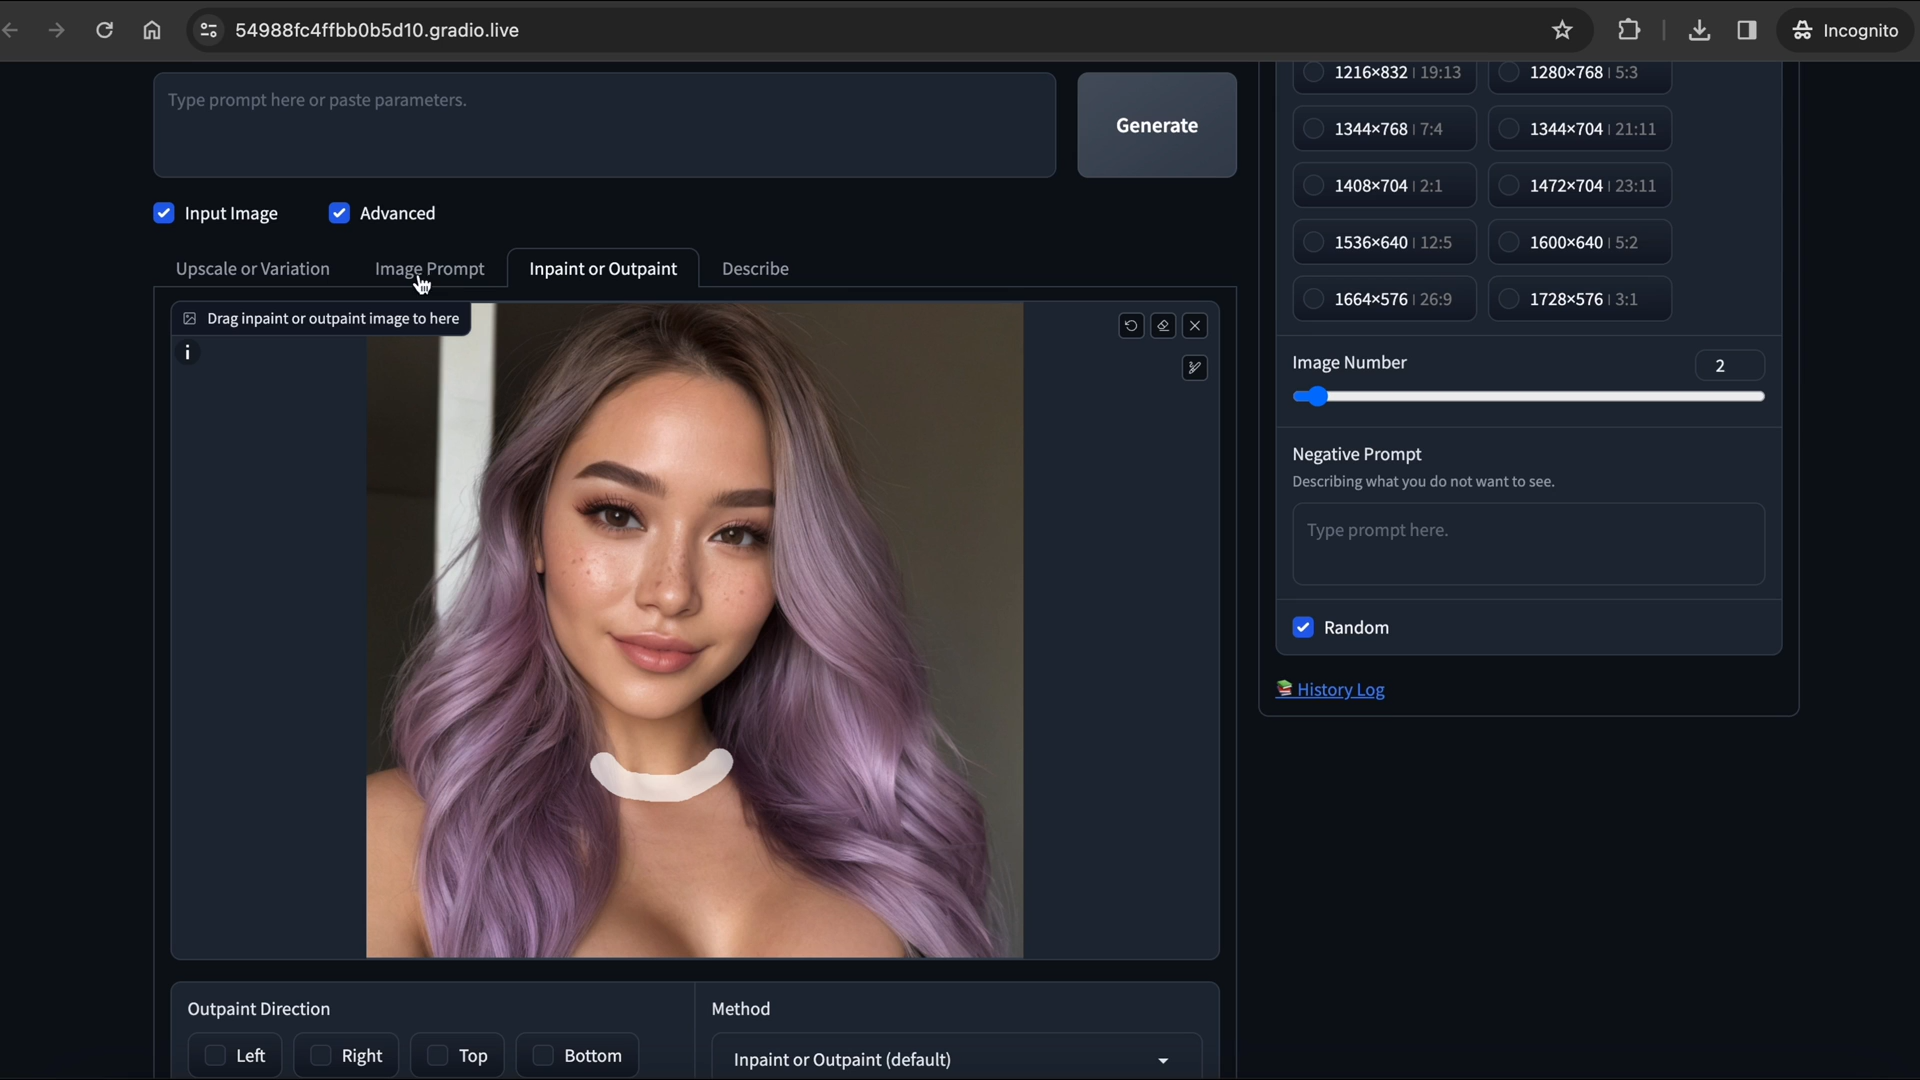 54988fc4ffbb0b5d10.gradio.live
Incognito
Type prompt here or paste parameters.
Generate
Input Image
Advanced
Upscale or Variation
Image Prompt
Inpaint or Outpaint
Describe
Drag inpaint or outpaint image to here
i
Outpaint Direction
Left
Right
Top
Bottom
Method
Inpaint or Outpaint (default)
1216×832 | 19:13
1280×768 | 5:3
1344×768 | 7:4
1344×704 | 21:11
1408×704 | 2:1
1472×704 | 23:11
1536×640 | 12:5
1600×640 | 5:2
1664×576 | 26:9
1728×576 | 3:1
Image Number
2
Negative Prompt
Describing what you do not want to see.
Type prompt here.
Random
History Log